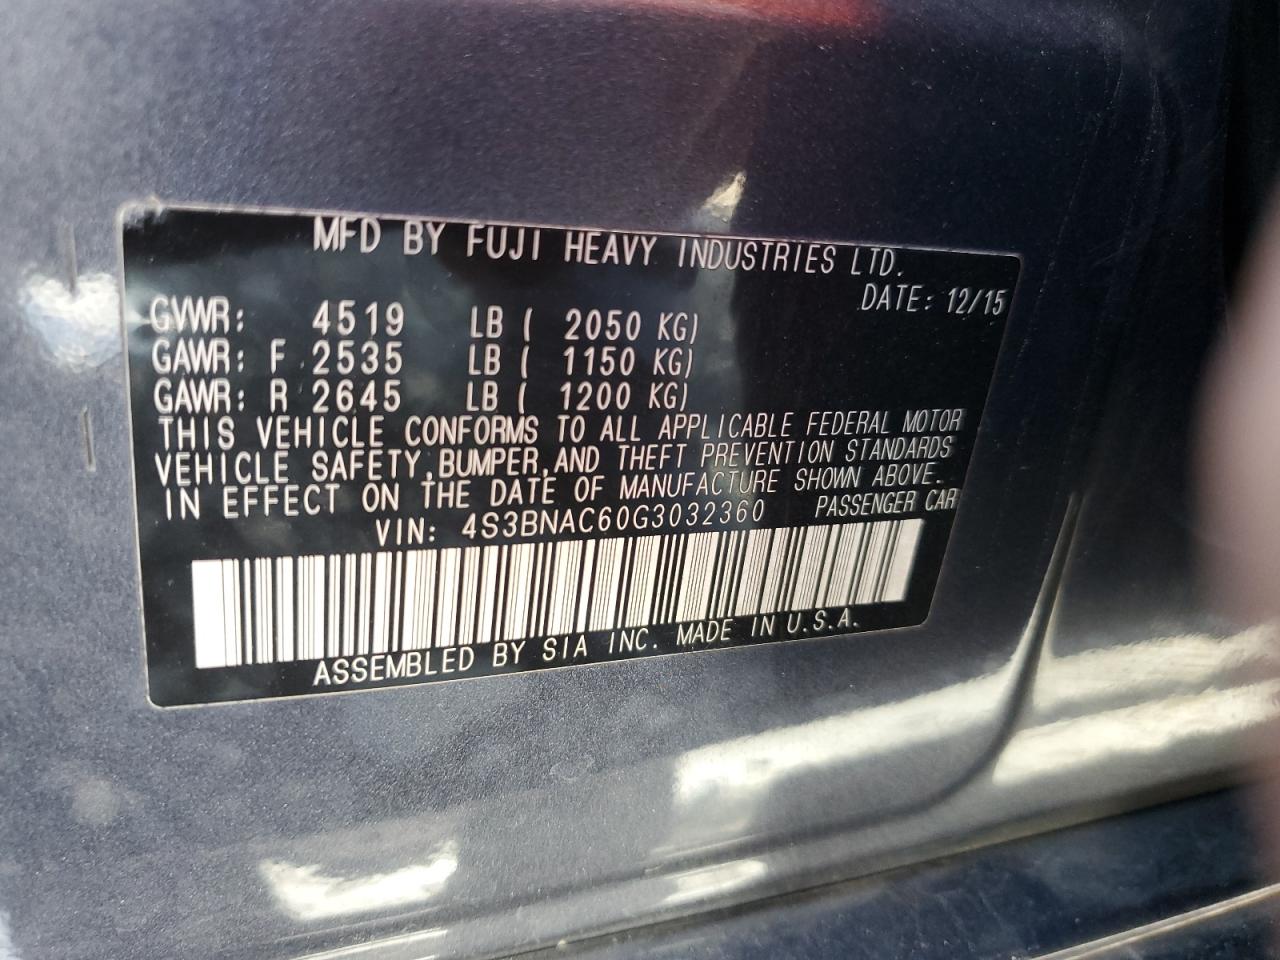 MFD BY FUJI HEAVY INDUSTRIES LTD.
DATE: 12/15
GVWR: 4519 LB ( 2050 KG)
GAWR: F 2535 LB ( 1150 KG)
GAWR: R 2645 LB ( 1200 KG)
THIS VEHICLE CONFORMS TO ALL APPLICABLE FEDERAL MOTOR
VEHICLE SAFETY,BUMPER,AND THEFT PREVENTION STANDARDS
IN EFFECT ON THE DATE OF MANUFACTURE SHOWN ABOVE.
VIN: 4S3BNAC60G3032360 PASSENGER CAR
ASSEMBLED BY SIA INC. MADE IN U.S.A.